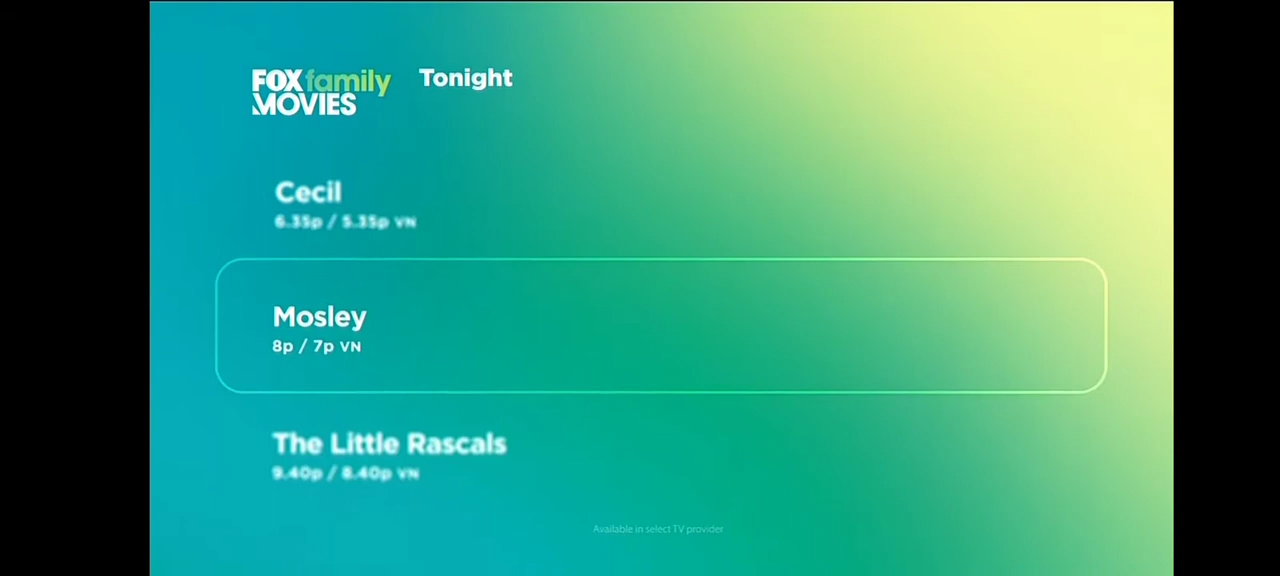 FOX family
MOVIES
Tonight
Cecil
6.35p / 5.35p VN
Mosley
8p / 7p VN
The Little Rascals
9.40p / 8.40p VN
Available in select TV provider